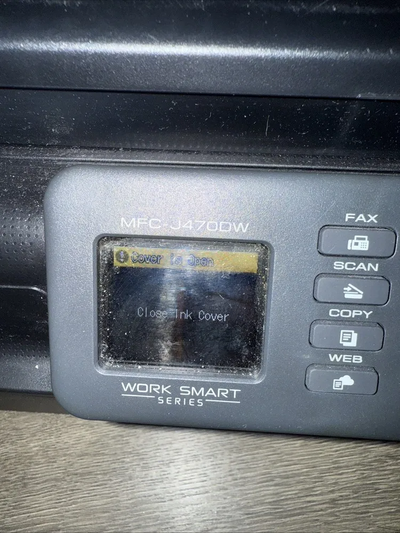 MFC-J470DW
Cover is Open
Close Ink Cover
WORK SMART
SERIES
FAX
SCAN
COPY
WEB